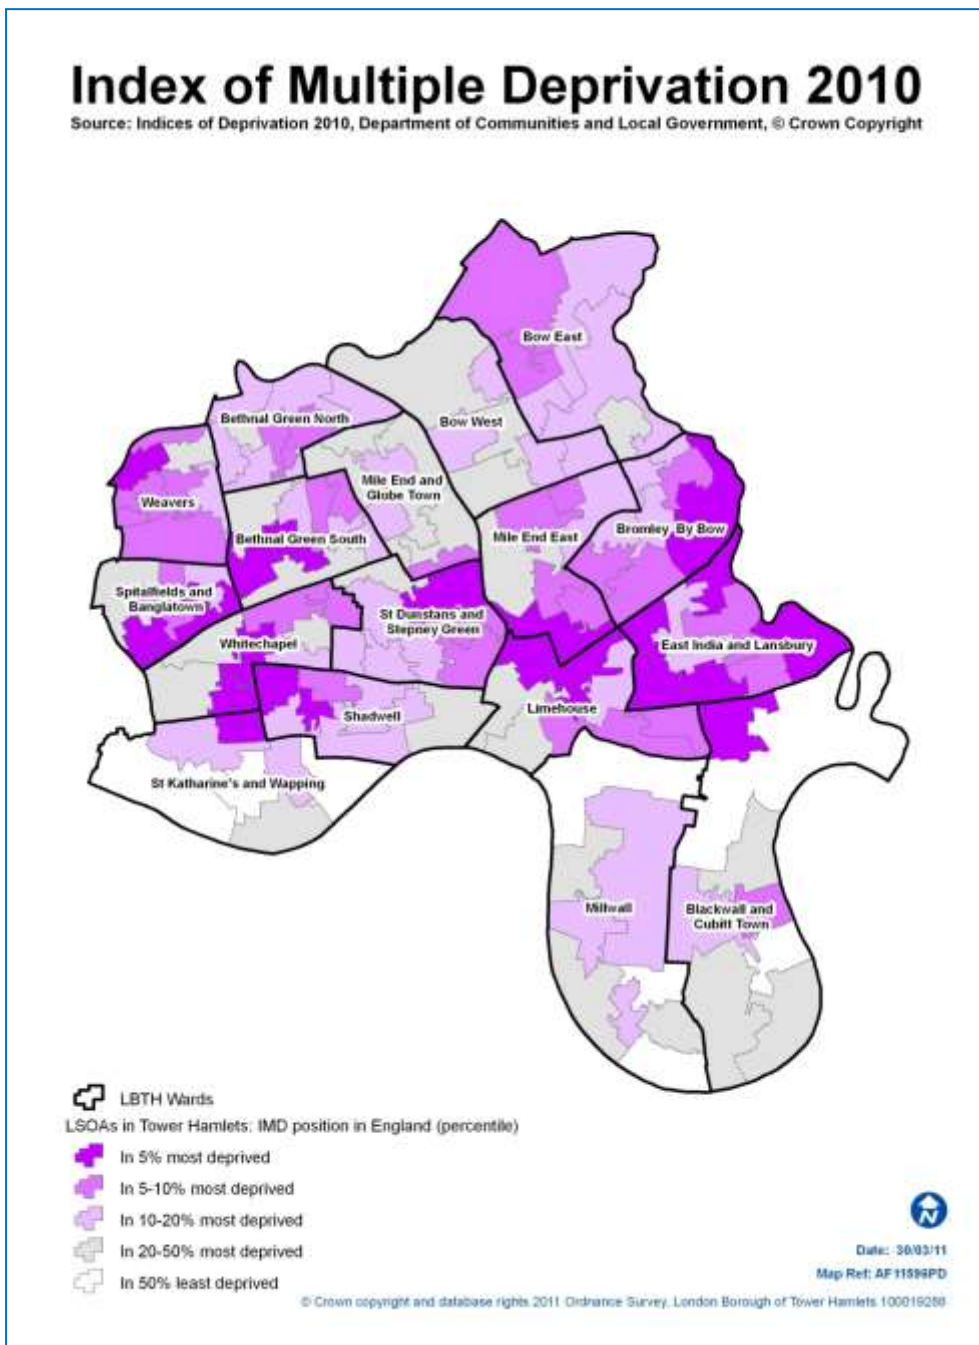 Index of Multiple Deprivation 2010
Source: Indices of Deprivation 2010, Department of Communities and Local Government, © Crown Copyright
Bow East
Bethnal Green North
Bow West
Mile End and
Globe Town
Weavers
Bethnal Green South
Mile End East
Bromley By Bow
Spitalfields and
Banglatown
St Dunstans and
Stepney Green
Whitechapel
East India and Lansbury
Shadwell
Limehouse
St Katharine's and Wapping
Millwall
Blackwall and
Cubitt Town
LBTH Wards
LSOAs in Tower Hamlets: IMD position in England (percentile)
In 5% most deprived
In 5-10% most deprived
In 10-20% most deprived
In 20-50% most deprived
In 50% least deprived
N
Date: 30/03/11
Map Ref: AF11596PD
© Crown copyright and database rights 2011 Ordnance Survey, London Borough of Tower Hamlets 100019288